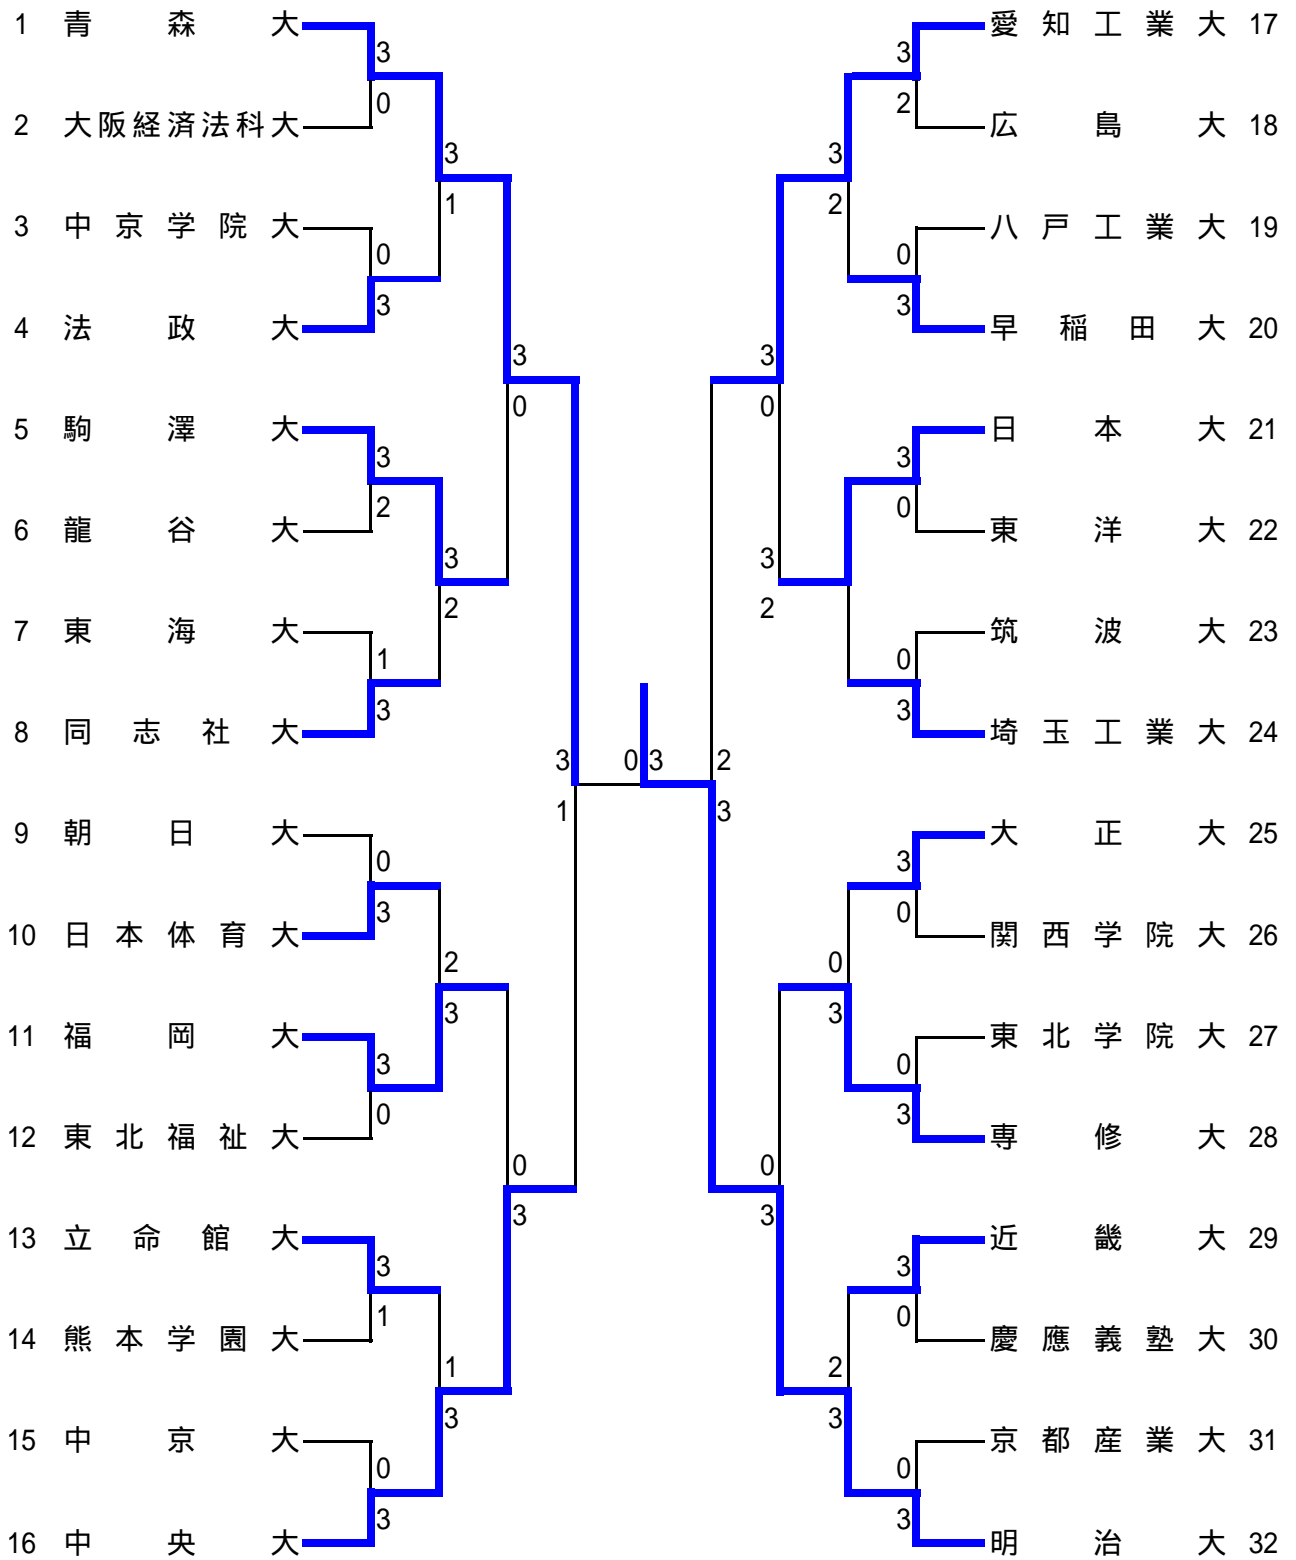 1 青森大 愛知工業大 17
3 3
0 2
2 大阪経済法科大 広島大 18
3 3
1 2
3 中京学院大 八戸工業大 19
0 0
3 3
4 法政大 早稲田大 20
3 3
0 0
5 駒澤大 日本大 21
3 3
2 0
6 龍谷大 東洋大 22
3 3
2 2
7 東海大 筑波大 23
1 0
3 3
8 同志社大 埼玉工業大 24
3 0 3 2
1 3
9 朝日大 大正大 25
0 3
3 0
10 日本体育大 関西学院大 26
2 0
3 3
11 福岡大 東北学院大 27
3 0
0 3
12 東北福祉大 専修大 28
0 0
3 3
13 立命館大 近畿大 29
3 3
1 0
14 熊本学園大 慶應義塾大 30
1 2
3 3
15 中京大 京都産業大 31
0 0
3 3
16 中央大 明治大 32